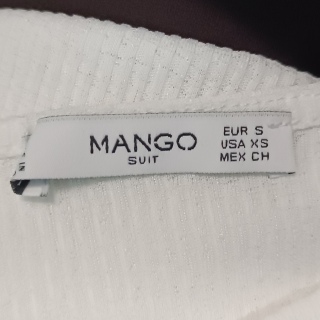 MANGO
SUIT
EUR S
USA XS
MEX CH